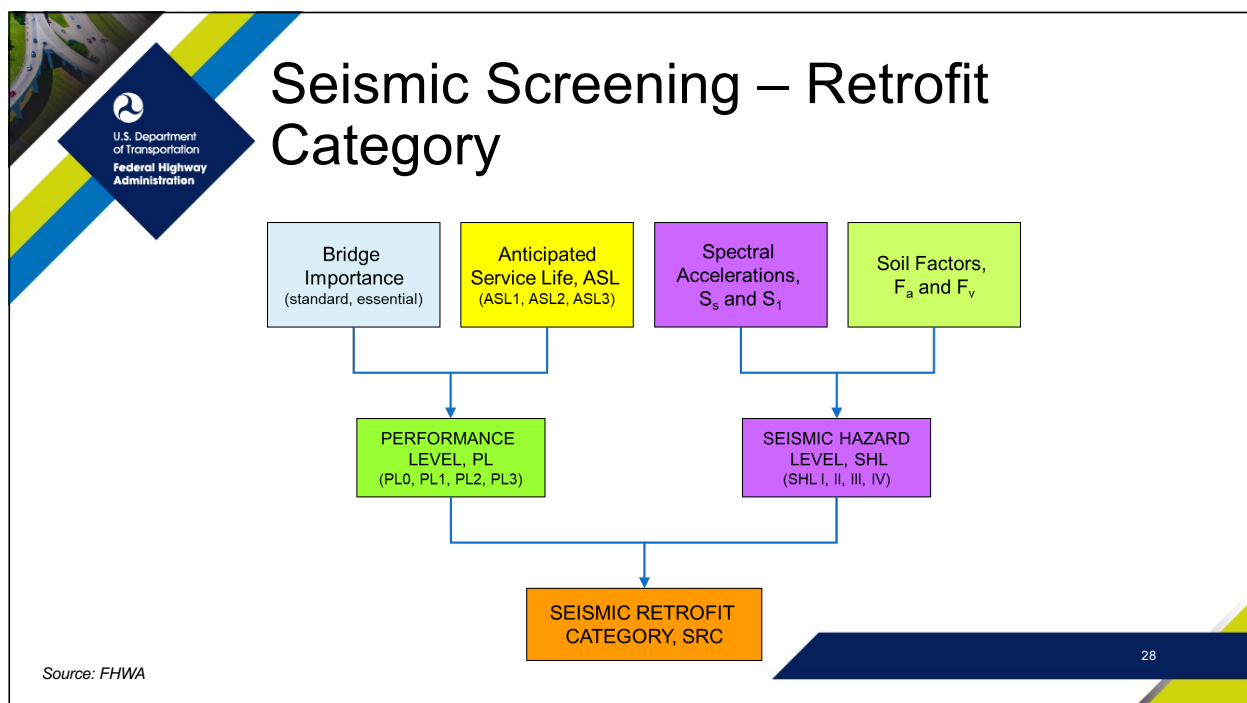 U.S. Department
of Transportation
Federal Highway
Administration
Seismic Screening – Retrofit
Category
Bridge
Importance
(standard, essential)
Anticipated
Service Life, ASL
(ASL1, ASL2, ASL3)
Spectral
Accelerations,
Sₛ and S₁
Soil Factors,
Fₐ and Fᵥ
PERFORMANCE
LEVEL, PL
(PL0, PL1, PL2, PL3)
SEISMIC HAZARD
LEVEL, SHL
(SHL I, II, III, IV)
SEISMIC RETROFIT
CATEGORY, SRC
Source: FHWA
28